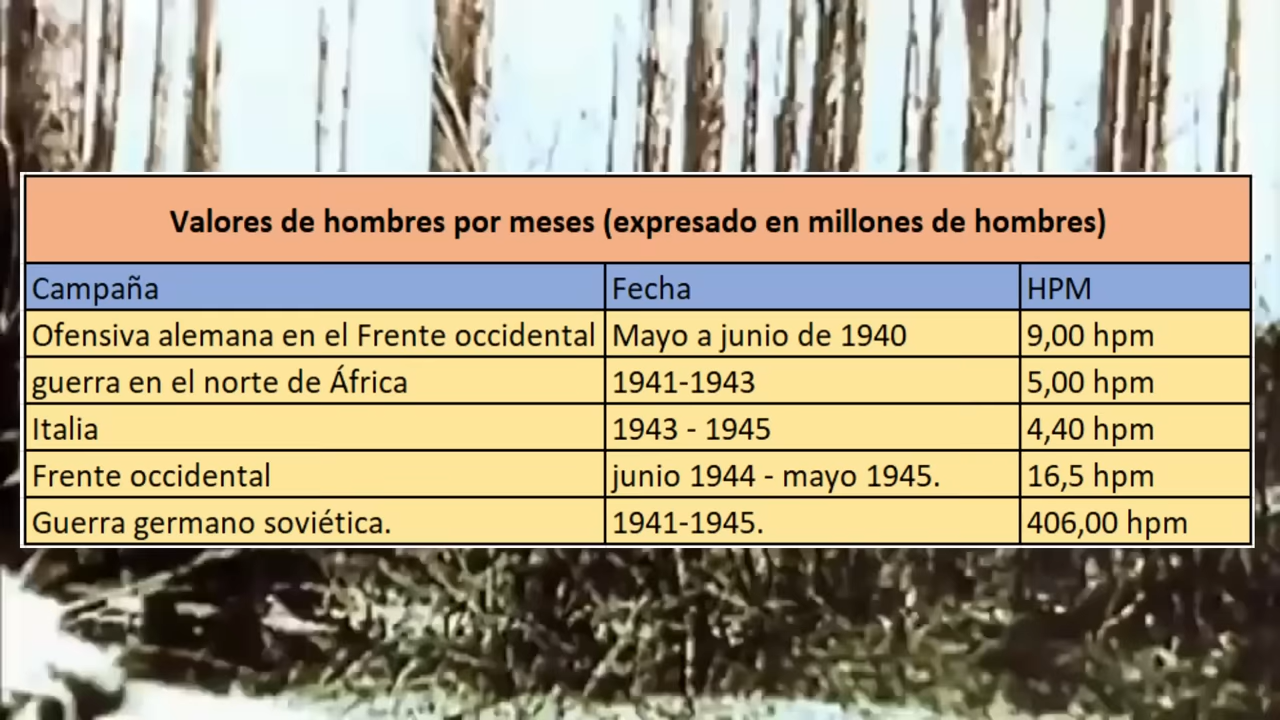 Valores de hombres por meses (expresado en millones de hombres)
Campaña Fecha HPM
Ofensiva alemana en el Frente occidental Mayo a junio de 1940 9,00 hpm
guerra en el norte de África 1941-1943 5,00 hpm
Italia 1943 - 1945 4,40 hpm
Frente occidental junio 1944 - mayo 1945. 16,5 hpm
Guerra germano soviética. 1941-1945. 406,00 hpm